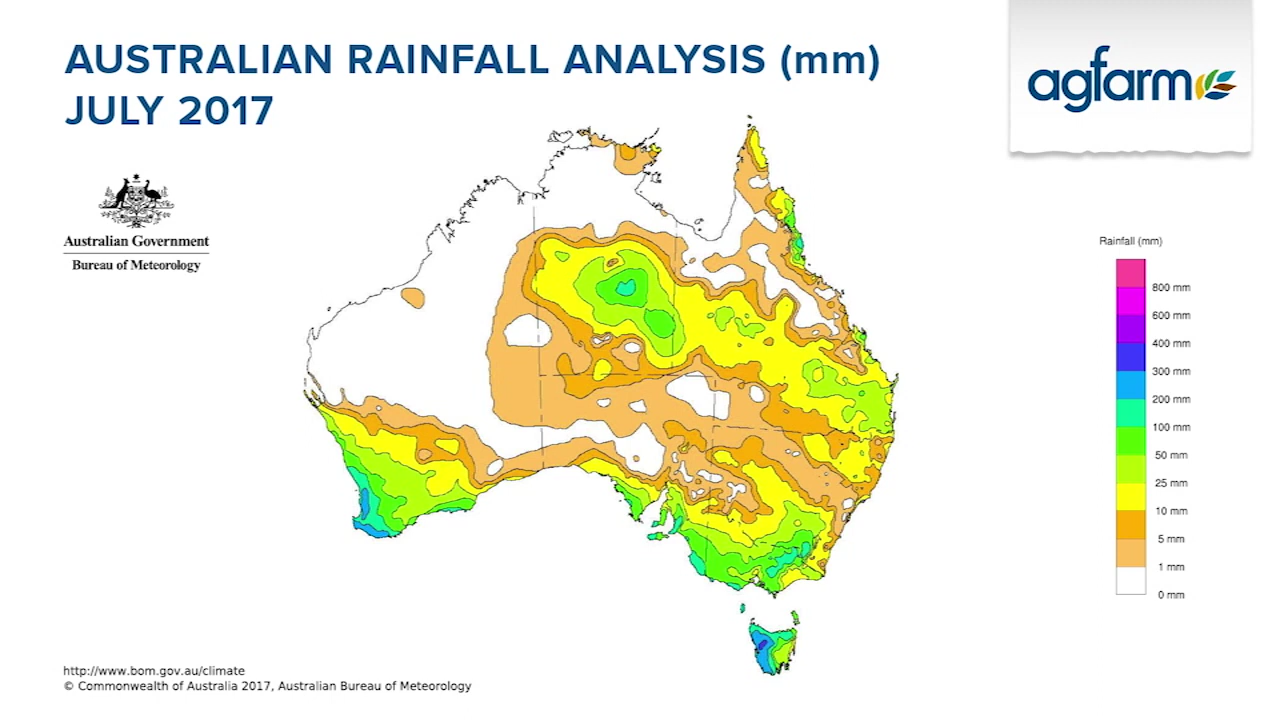 AUSTRALIAN RAINFALL ANALYSIS (mm)
JULY 2017
agfarm
Australian Government
Bureau of Meteorology
Rainfall (mm)
800 mm
600 mm
400 mm
300 mm
200 mm
100 mm
50 mm
25 mm
10 mm
5 mm
1 mm
0 mm
http://www.bom.gov.au/climate
© Commonwealth of Australia 2017, Australian Bureau of Meteorology